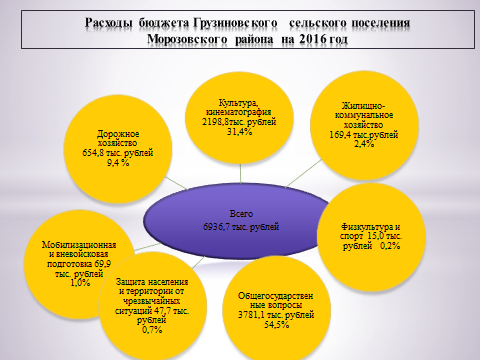 Расходы бюджета Грузиновского сельского поселения
Морозовского района на 2016 год
Культура,
кинематография
2198,8тыс. рублей
31,4%
Жилищно-
коммунальное
хозяйство
169,4 тыс.рублей
2,4%
Дорожное
хозяйство
654,8 тыс. рублей
9,4 %
Всего
6936,7 тыс. рублей
Физкультура и
спорт 15,0 тыс.
рублей 0,2%
Мобилизационная
и вневойсковая
подготовка 69,9
тыс. рублей
1,0%
Защита населения
и территории от
чрезвычайных
ситуаций 47,7 тыс.
рублей
0,7%
Общегосударствен
ные вопросы
3781,1 тыс. рублей
54,5%